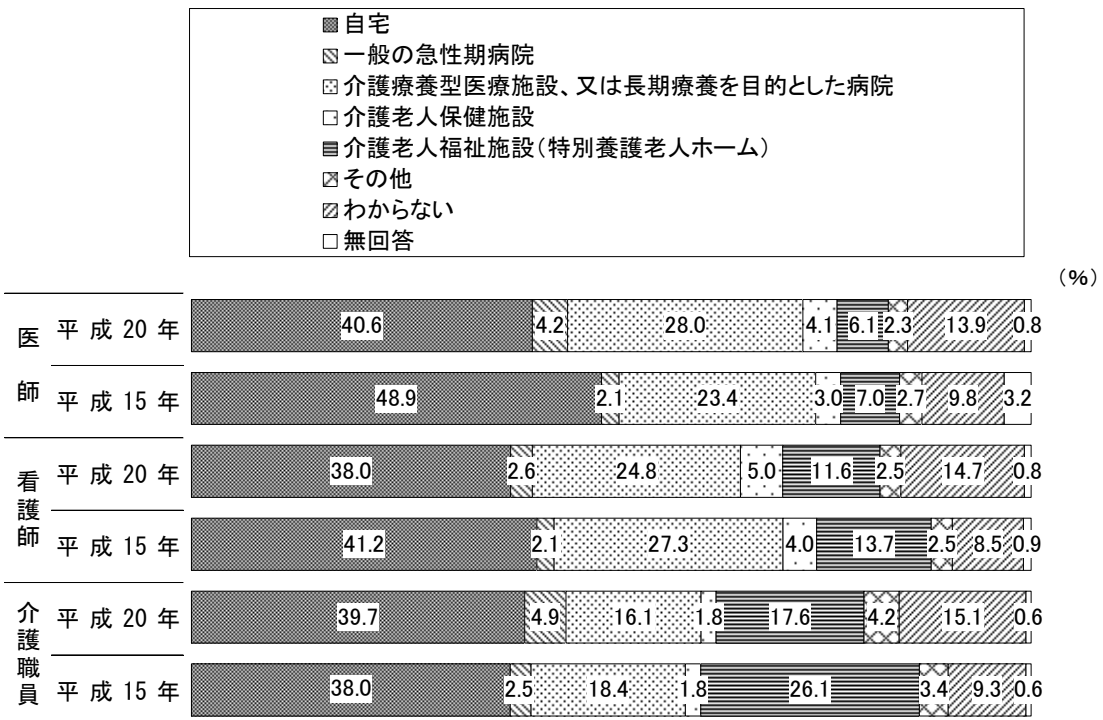 自宅
一般の急性期病院
介護療養型医療施設、又は長期療養を目的とした病院
介護老人保健施設
介護老人福祉施設(特別養護老人ホーム)
その他
わからない
無回答
(%)
医師
平成20年 40.6 4.2 28.0 4.1 6.1 2.3 13.9 0.8
平成15年 48.9 2.1 23.4 3.0 7.0 2.7 9.8 3.2
看護師
平成20年 38.0 2.6 24.8 5.0 11.6 2.5 14.7 0.8
平成15年 41.2 2.1 27.3 4.0 13.7 2.5 8.5 0.9
介護職員
平成20年 39.7 4.9 16.1 1.8 17.6 4.2 15.1 0.6
平成15年 38.0 2.5 18.4 1.8 26.1 3.4 9.3 0.6